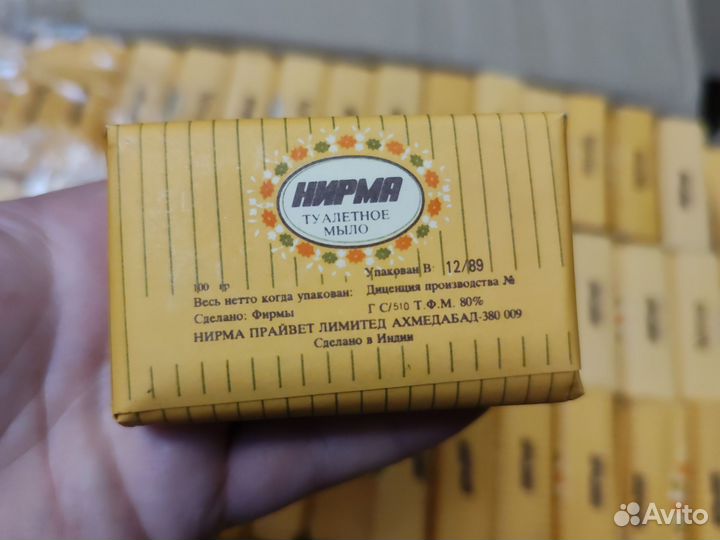 НИРМА
ТУАЛЕТНОЕ
МЫЛО
100 гр Упакован В 12/89
Весь нетто когда упакован: Диценция производства №
Сделано: Фирмы Г С/510 Т.Ф.М. 80%
НИРМА ПРАЙВЕТ ЛИМИТЕД АХМЕДАБАД-380 009
Сделано в Индии
Avito